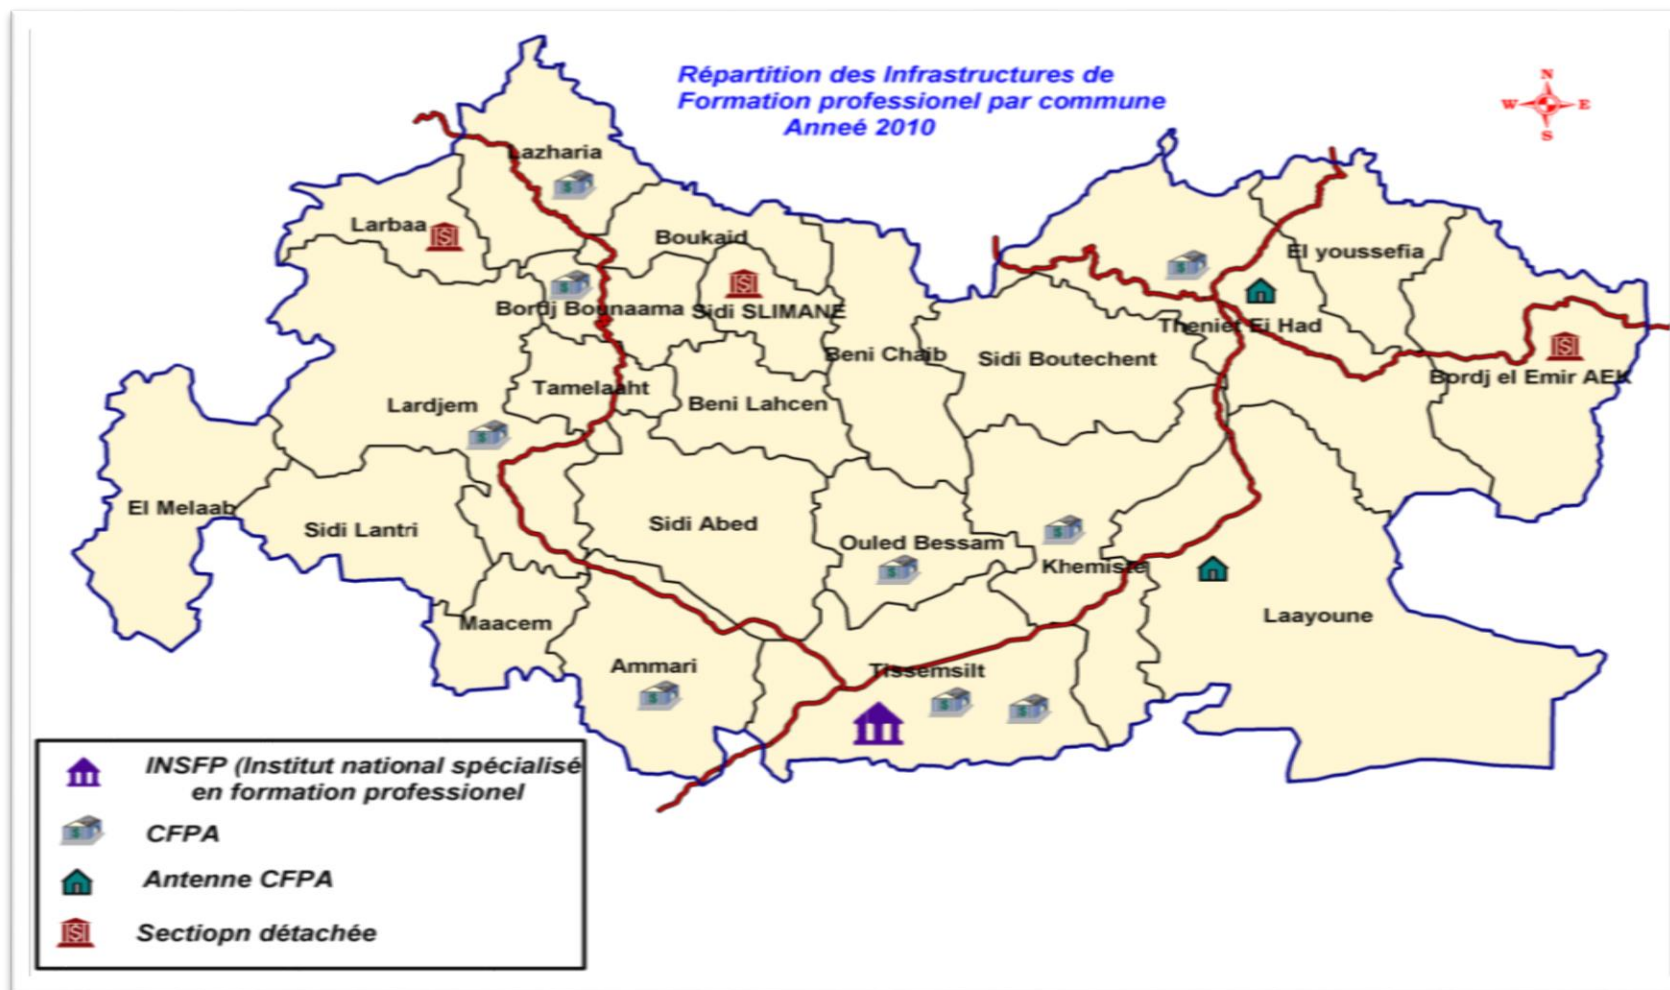 Répartition des Infrastructures de
Formation professionel par commune
Anneé 2010
N
W E
S
Lazharia
Larbaa
Boukaid
El youssefia
Bordj Bounaama
Sidi SLIMANE
Theniet Ei Had
Beni Chaib
Sidi Boutechent
Bordj el Emir AEK
Tamelaaht
Lardjem
Beni Lahcen
El Melaab
Sidi Lantri
Sidi Abed
Ouled Bessam
Khemiste
Laayoune
Maacem
Ammari
Tissemsilt
INSFP (Institut national spécialisé
en formation professionel
CFPA
Antenne CFPA
Sectiopn détachée